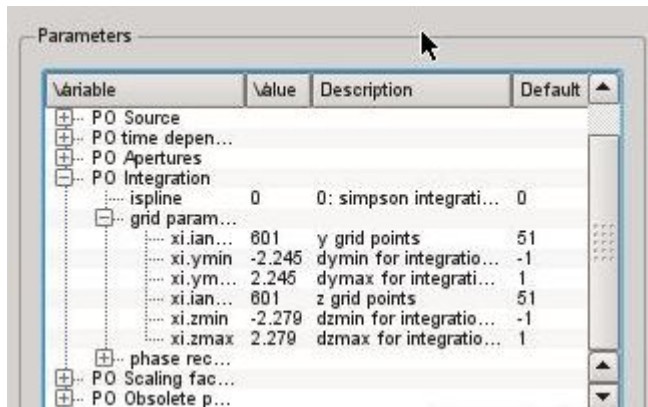 Parameters
Variable Value Description Default
PO Source
PO time depen...
PO Apertures
PO Integration
ispline 0 0: simpson integrati... 0
grid param...
xi.ian... 601 y grid points 51
xi.ymin -2.245 dymin for integratio... -1
xi.ym... 2.245 dymax for integrati... 1
xi.ian... 601 z grid points 51
xi.zmin -2.279 dzmin for integratio... -1
xi.zmax 2.279 dzmax for integratio... 1
phase rec...
PO Scaling fac...
PO Obsolete p...